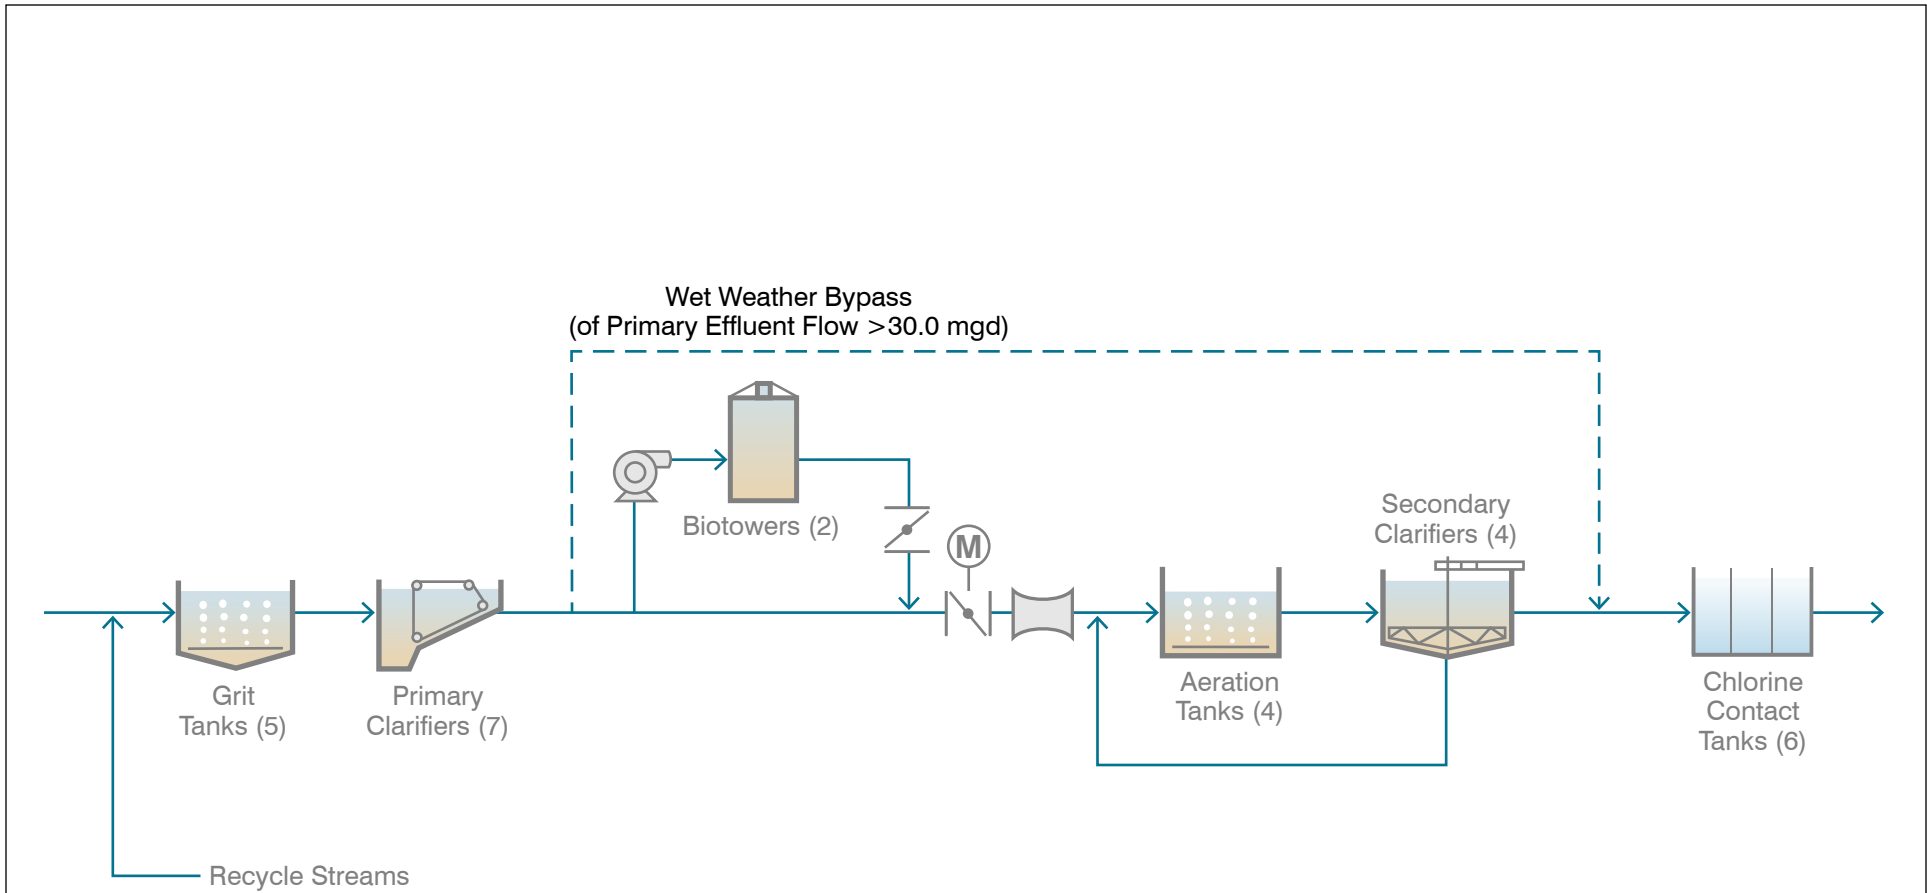 Wet Weather Bypass
(of Primary Effluent Flow >30.0 mgd)
Biotowers (2)
M
Secondary
Clarifiers (4)
Grit
Tanks (5)
Primary
Clarifiers (7)
Aeration
Tanks (4)
Chlorine
Contact
Tanks (6)
Recycle Streams